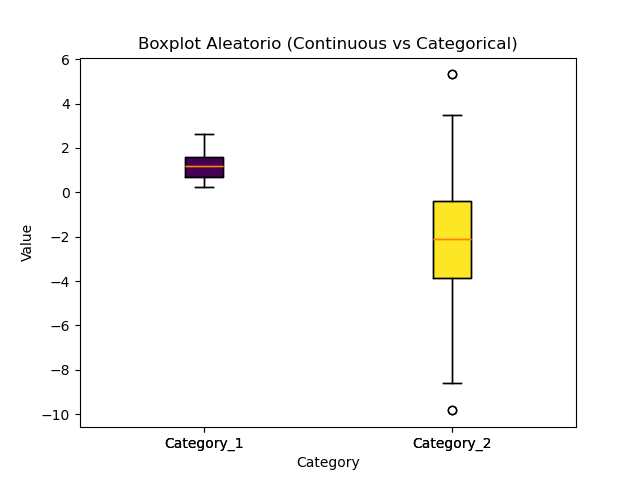 Boxplot Aleatorio (Continuous vs Categorical)
6
4
2
0
−2
−4
−6
−8
−10
Value
Category_1
Category_2
Category